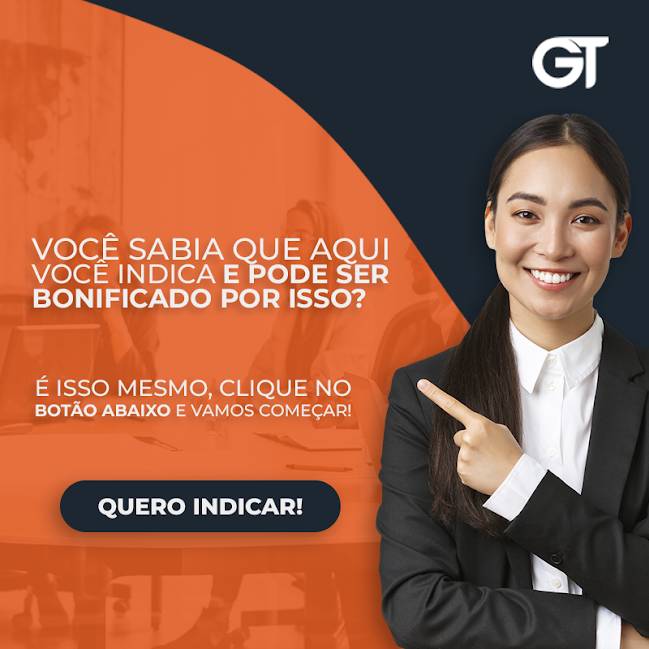 GT
VOCÊ SABIA QUE AQUI
VOCÊ INDICA E PODE SER
BONIFICADO POR ISSO?
É ISSO MESMO, CLIQUE NO
BOTÃO ABAIXO E VAMOS COMEÇAR!
QUERO INDICAR!